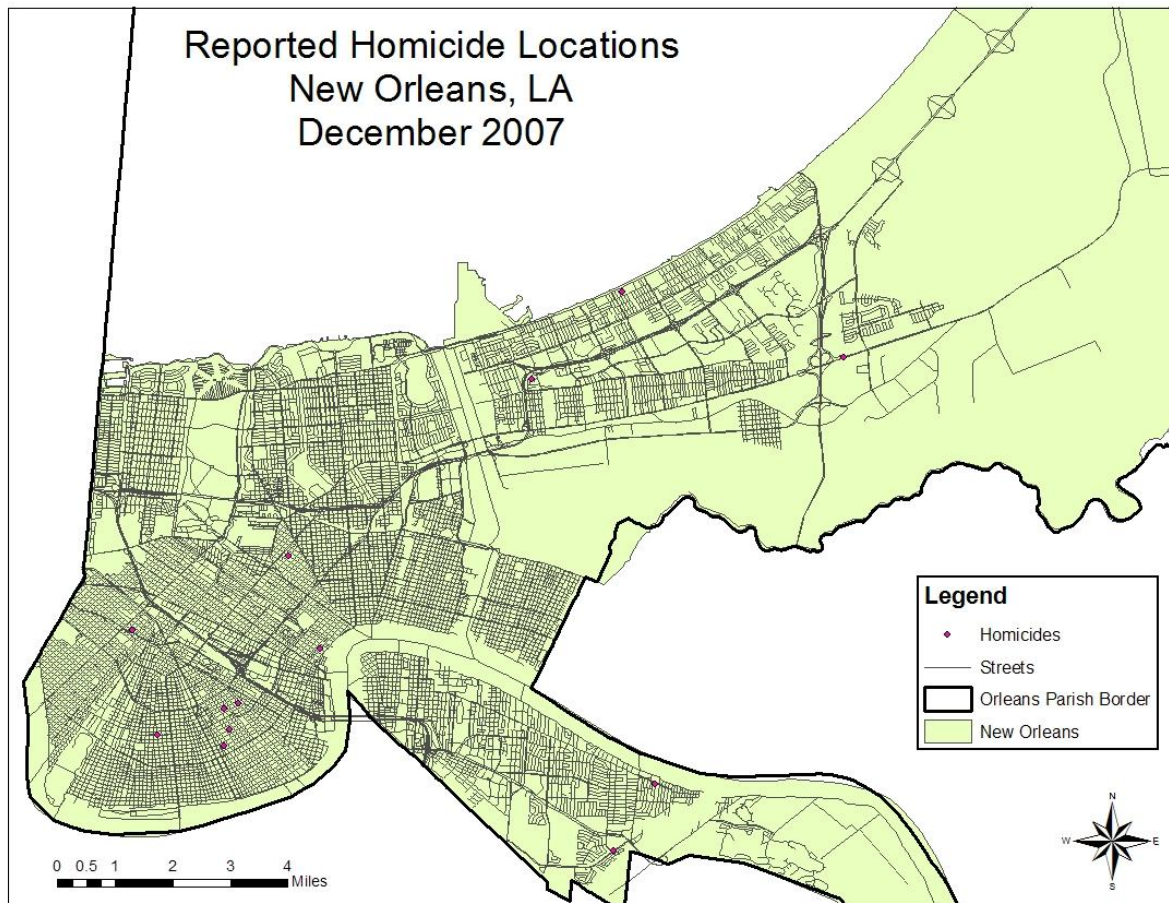 Reported Homicide Locations
New Orleans, LA
December 2007
Legend
Homicides
Streets
Orleans Parish Border
New Orleans
N
W E
S
0 0.5 1 2 3 4
Miles